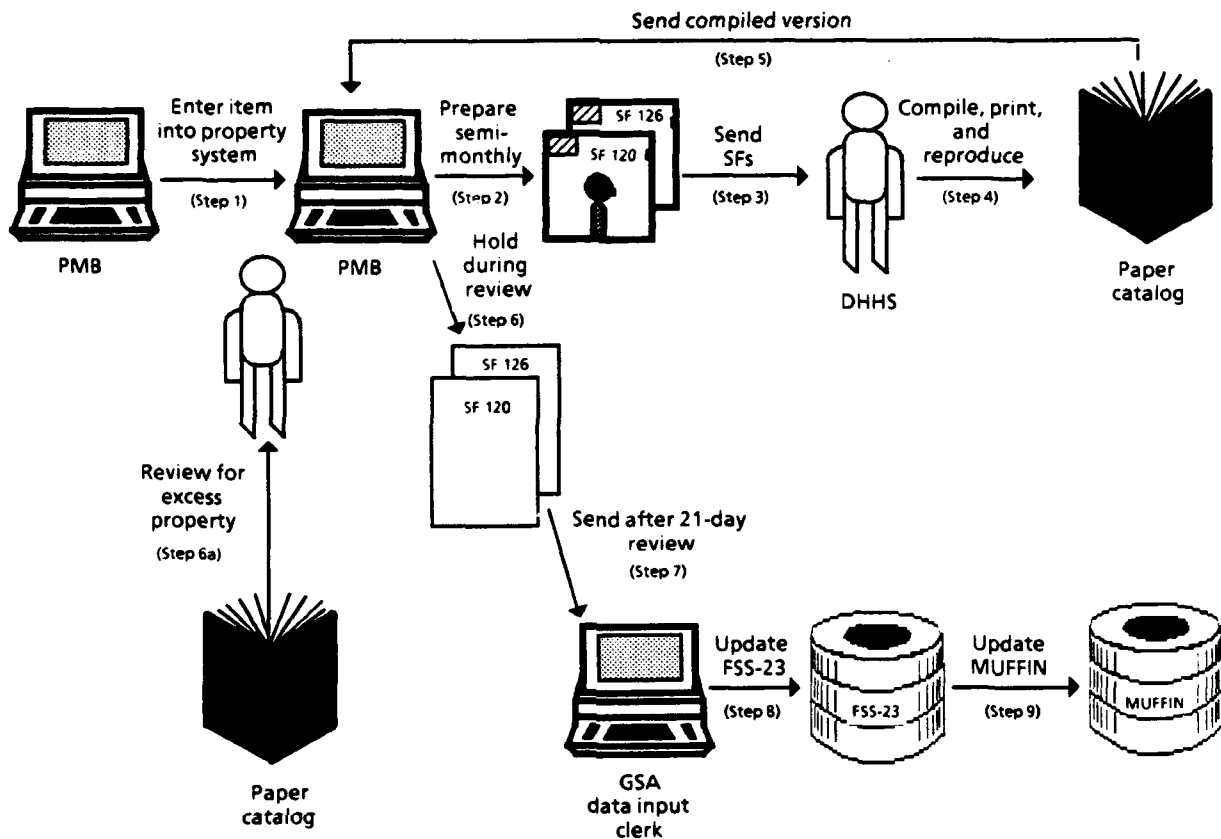 Send compiled version
(Step 5)
Enter item
into property
system
(Step 1)
PMB
Prepare
semi-
monthly
(Step 2)
PMB
SF 126
SF 120
Send
SFs
(Step 3)
DHHS
Compile, print,
and
reproduce
(Step 4)
Paper
catalog
Hold
during
review
(Step 6)
SF 126
SF 120
Review for
excess
property
(Step 6a)
Paper
catalog
Send after 21-day
review
(Step 7)
GSA
data input
clerk
Update
FSS-23
(Step 8)
FSS-23
Update
MUFFIN
(Step 9)
MUFFIN